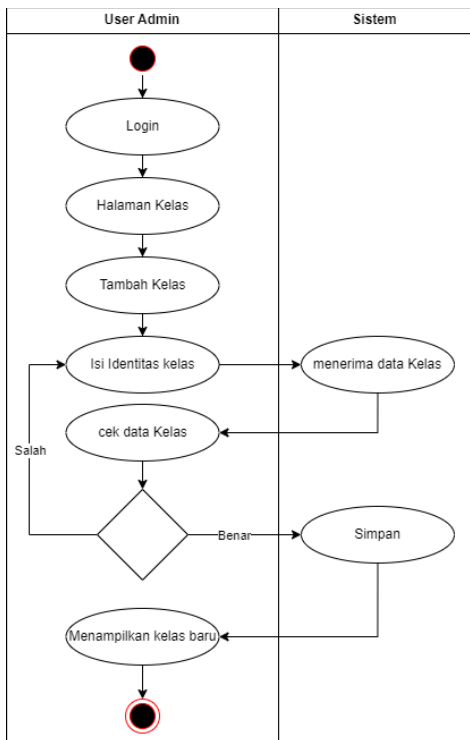 User Admin
Sistem
Login
Halaman Kelas
Tambah Kelas
Isi Identitas kelas
menerima data Kelas
cek data Kelas
Salah
Benar
Simpan
Menampilkan kelas baru